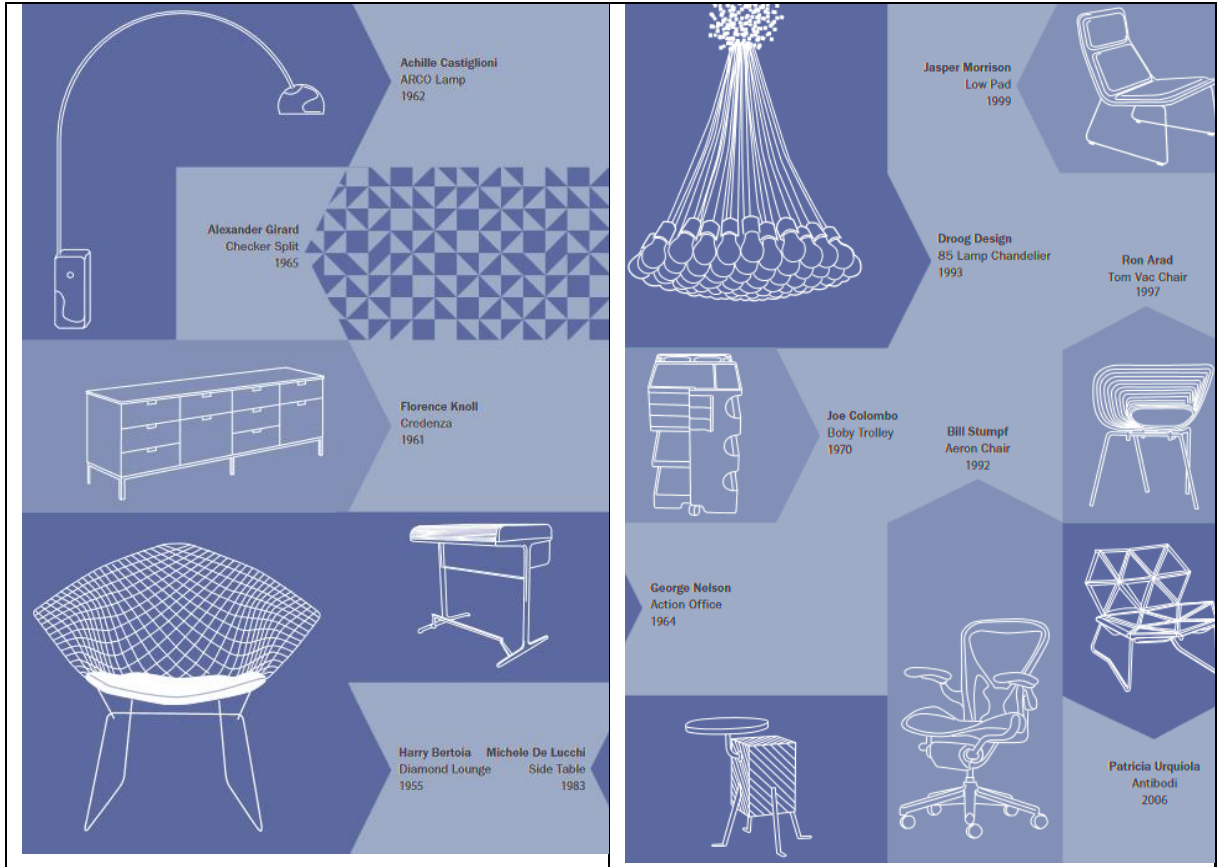 Achille Castiglioni
ARCO Lamp
1962
Alexander Girard
Checker Split
1965
Florence Knoll
Credenza
1961
Harry Bertoia
Diamond Lounge
1955
Michele De Lucchi
Side Table
1983
Jasper Morrison
Low Pad
1999
Droog Design
85 Lamp Chandelier
1993
Ron Arad
Tom Vac Chair
1997
Joe Colombo
Boby Trolley
1970
Bill Stumpf
Aeron Chair
1992
George Nelson
Action Office
1964
Patricia Urquiola
Antibodi
2006